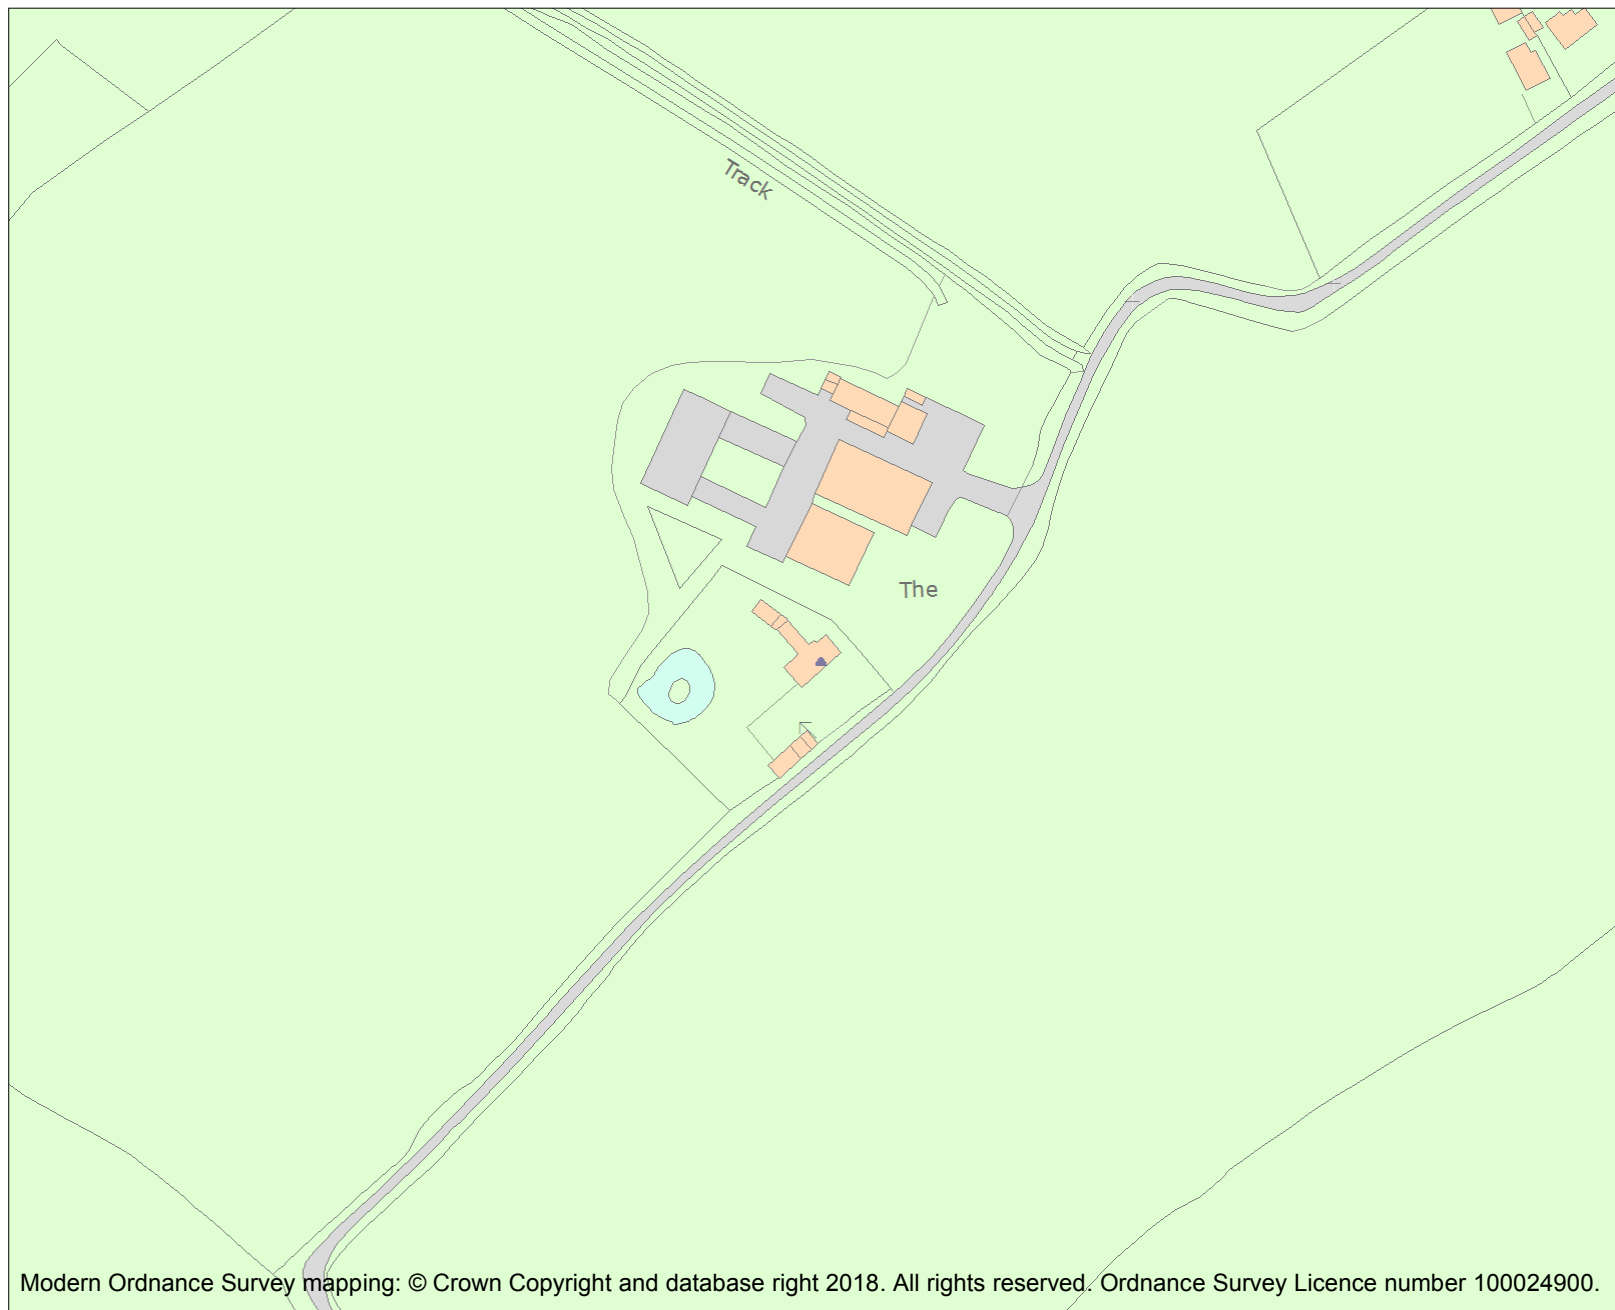 Track
The
Modern Ordnance Survey mapping: © Crown Copyright and database right 2018. All rights reserved. Ordnance Survey Licence number 100024900.